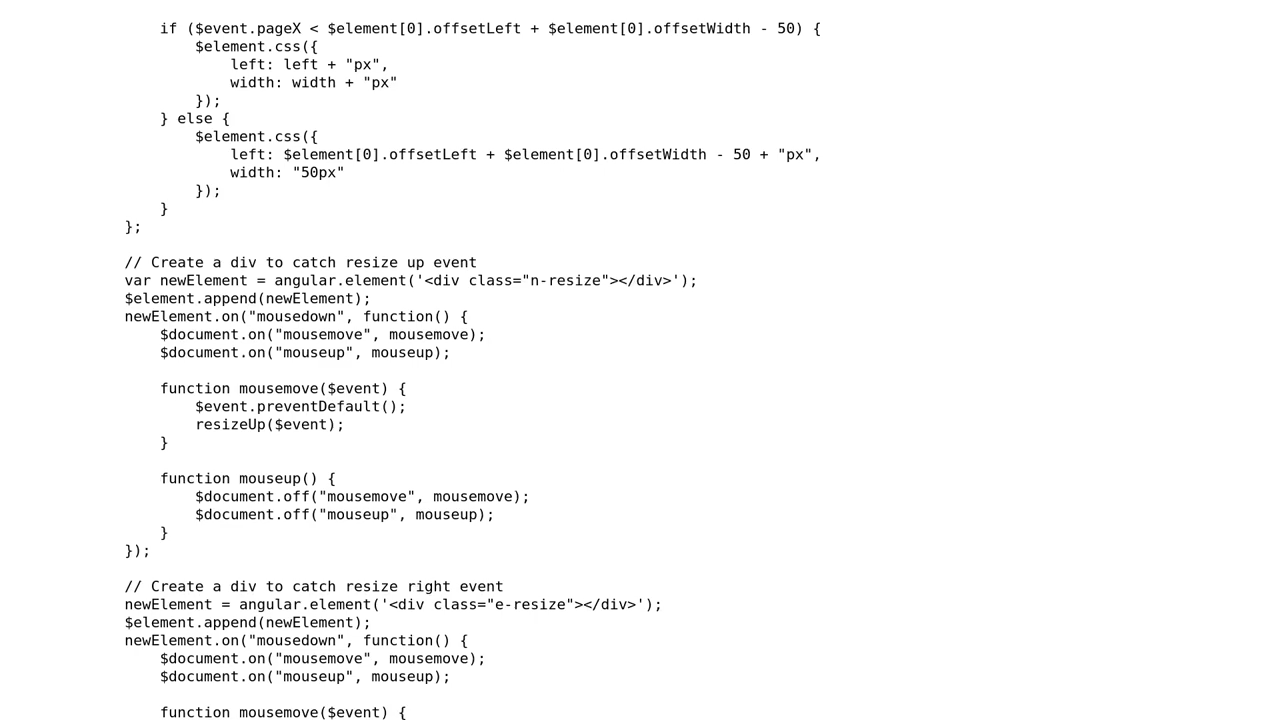 if ($event.pageX < $element[0].offsetLeft + $element[0].offsetWidth - 50) {
        $element.css({
            left: left + "px",
            width: width + "px"
        });
    } else {
        $element.css({
            left: $element[0].offsetLeft + $element[0].offsetWidth - 50 + "px",
            width: "50px"
        });
    }
};

// Create a div to catch resize up event
var newElement = angular.element('<div class="n-resize"></div>');
$element.append(newElement);
newElement.on("mousedown", function() {
    $document.on("mousemove", mousemove);
    $document.on("mouseup", mouseup);

    function mousemove($event) {
        $event.preventDefault();
        resizeUp($event);
    }

    function mouseup() {
        $document.off("mousemove", mousemove);
        $document.off("mouseup", mouseup);
    }
});

// Create a div to catch resize right event
newElement = angular.element('<div class="e-resize"></div>');
$element.append(newElement);
newElement.on("mousedown", function() {
    $document.on("mousemove", mousemove);
    $document.on("mouseup", mouseup);

    function mousemove($event) {